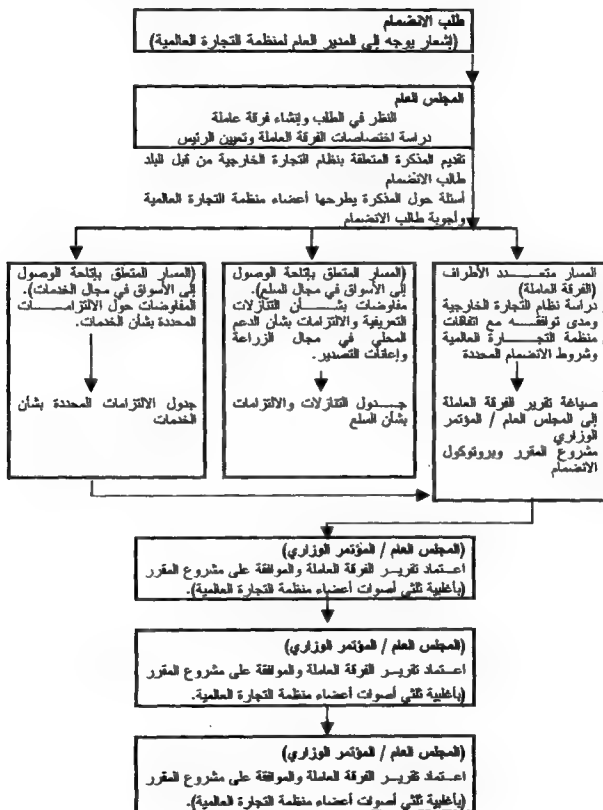 طلب الانضمام
(إشعار يوجه إلى المدير العام لمنظمة التجارة العالمية)
المجلس العام
النظر في الطلب وإنشاء فرقة عاملة
دراسة اختصاصات الفرقة العاملة وتعيين الرئيس
تقديم المذكرة المتعلقة بنظام التجارة الخارجية من قبل البلد
طالب الانضمام
أسئلة حول المذكرة يطرحها أعضاء منظمة التجارة العالمية
وأجوبة طالب الانضمام
المسار متعدد الأطراف
(الفرقة العاملة)
دراسة نظام التجارة الخارجية
ومدى توافقه مع اتفاقات
منظمة التجارة العالمية
وشروط الانضمام المحددة
صياغة تقرير الفرقة العاملة
إلى المجلس العام / المؤتمر
الوزاري
مشروع المقرر وبروتوكول
الانضمام
(المسار المتعلق بإتاحة الوصول
إلى الأسواق في مجال السلع).
مفاوضات بشأن التنازلات
التعريفية والالتزامات بشأن الدعم
المحلي في مجال الزراعة
وإعانات التصدير.
جدول التنازلات والالتزامات
بشأن السلع
(المسار المتعلق بإتاحة الوصول
إلى الأسواق في مجال الخدمات).
المفاوضات حول الالتزامات
المحددة بشأن الخدمات.
جدول الالتزامات المحددة بشأن
الخدمات
(المجلس العام / المؤتمر الوزاري)
اعتماد تقرير الفرقة العاملة والموافقة على مشروع المقرر
(بأغلبية ثلثي أصوات أعضاء منظمة التجارة العالمية).
(المجلس العام / المؤتمر الوزاري)
اعتماد تقرير الفرقة العاملة والموافقة على مشروع المقرر
(بأغلبية ثلثي أصوات أعضاء منظمة التجارة العالمية.
(المجلس العام / المؤتمر الوزاري)
اعتماد تقرير الفرقة العاملة والموافقة على مشروع المقرر
(بأغلبية ثلثي أصوات أعضاء منظمة التجارة العالمية).